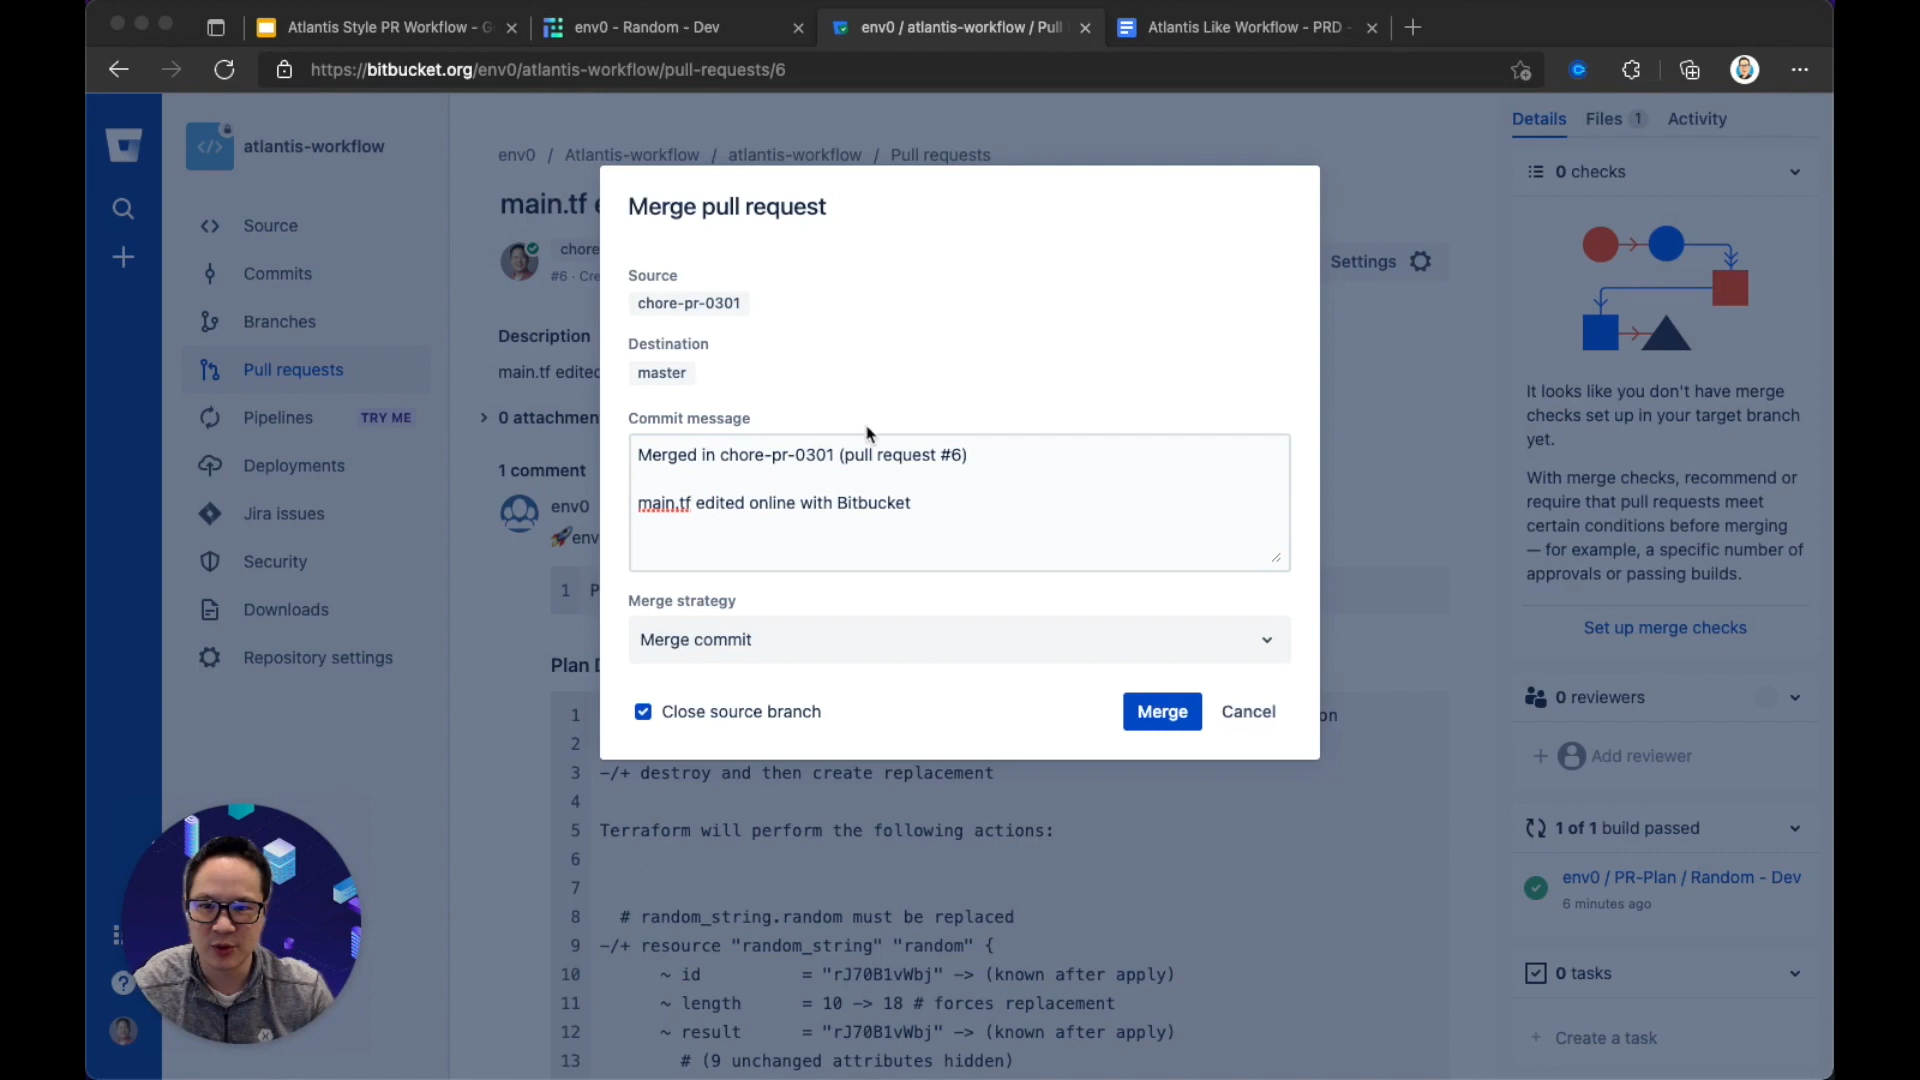 Atlantis Style PR Workflow - G
env0 - Random - Dev
env0 / atlantis-workflow / Pull
Atlantis Like Workflow - PRD -
https://bitbucket.org/env0/atlantis-workflow/pull-requests/6
atlantis-workflow
Source
Commits
Branches
Pull requests
Pipelines TRY ME
Deployments
Jira issues
Security
Downloads
Repository settings
env0 / Atlantis-workflow / atlantis-workflow / Pull requests
main.tf e
chore
#6 · Cre
Settings
Description
main.tf edited
0 attachmen
1 comment
env0
env
1 P
Plan D
Merge pull request
Source
chore-pr-0301
Destination
master
Commit message
Merged in chore-pr-0301 (pull request #6)
main.tf edited online with Bitbucket
Merge strategy
Merge commit
Close source branch
Merge
Cancel
1 on
2
3 -/+ destroy and then create replacement
4
5 Terraform will perform the following actions:
6
7
8 # random_string.random must be replaced
9 -/+ resource "random_string" "random" {
10 ~ id = "rJ70B1vWbj" -> (known after apply)
11 ~ length = 10 -> 18 # forces replacement
12 ~ result = "rJ70B1vWbj" -> (known after apply)
13 # (9 unchanged attributes hidden)
Details Files 1 Activity
0 checks
It looks like you don't have merge
checks set up in your target branch
yet.
With merge checks, recommend or
require that pull requests meet
certain conditions before merging
— for example, a specific number of
approvals or passing builds.
Set up merge checks
0 reviewers
Add reviewer
1 of 1 build passed
env0 / PR-Plan / Random - Dev
6 minutes ago
0 tasks
+ Create a task